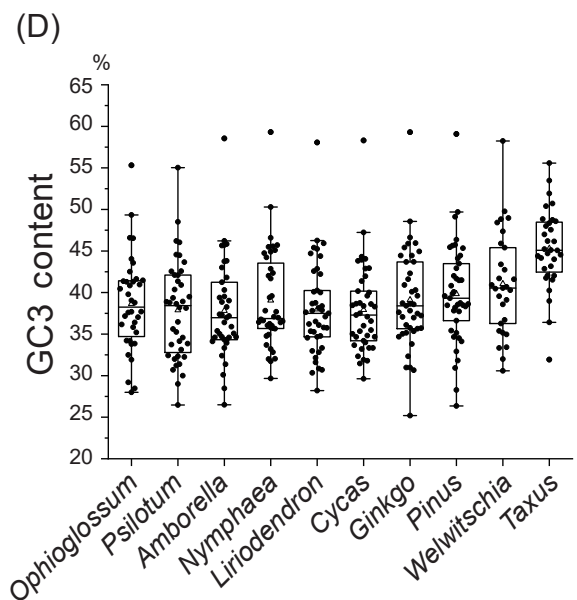 (D)
%
65
60
55
50
45
40
35
30
25
20
GC3 content
Ophioglossum
Psilotum
Amborella
Nymphaea
Liriodendron
Cycas
Ginkgo
Pinus
Welwitschia
Taxus